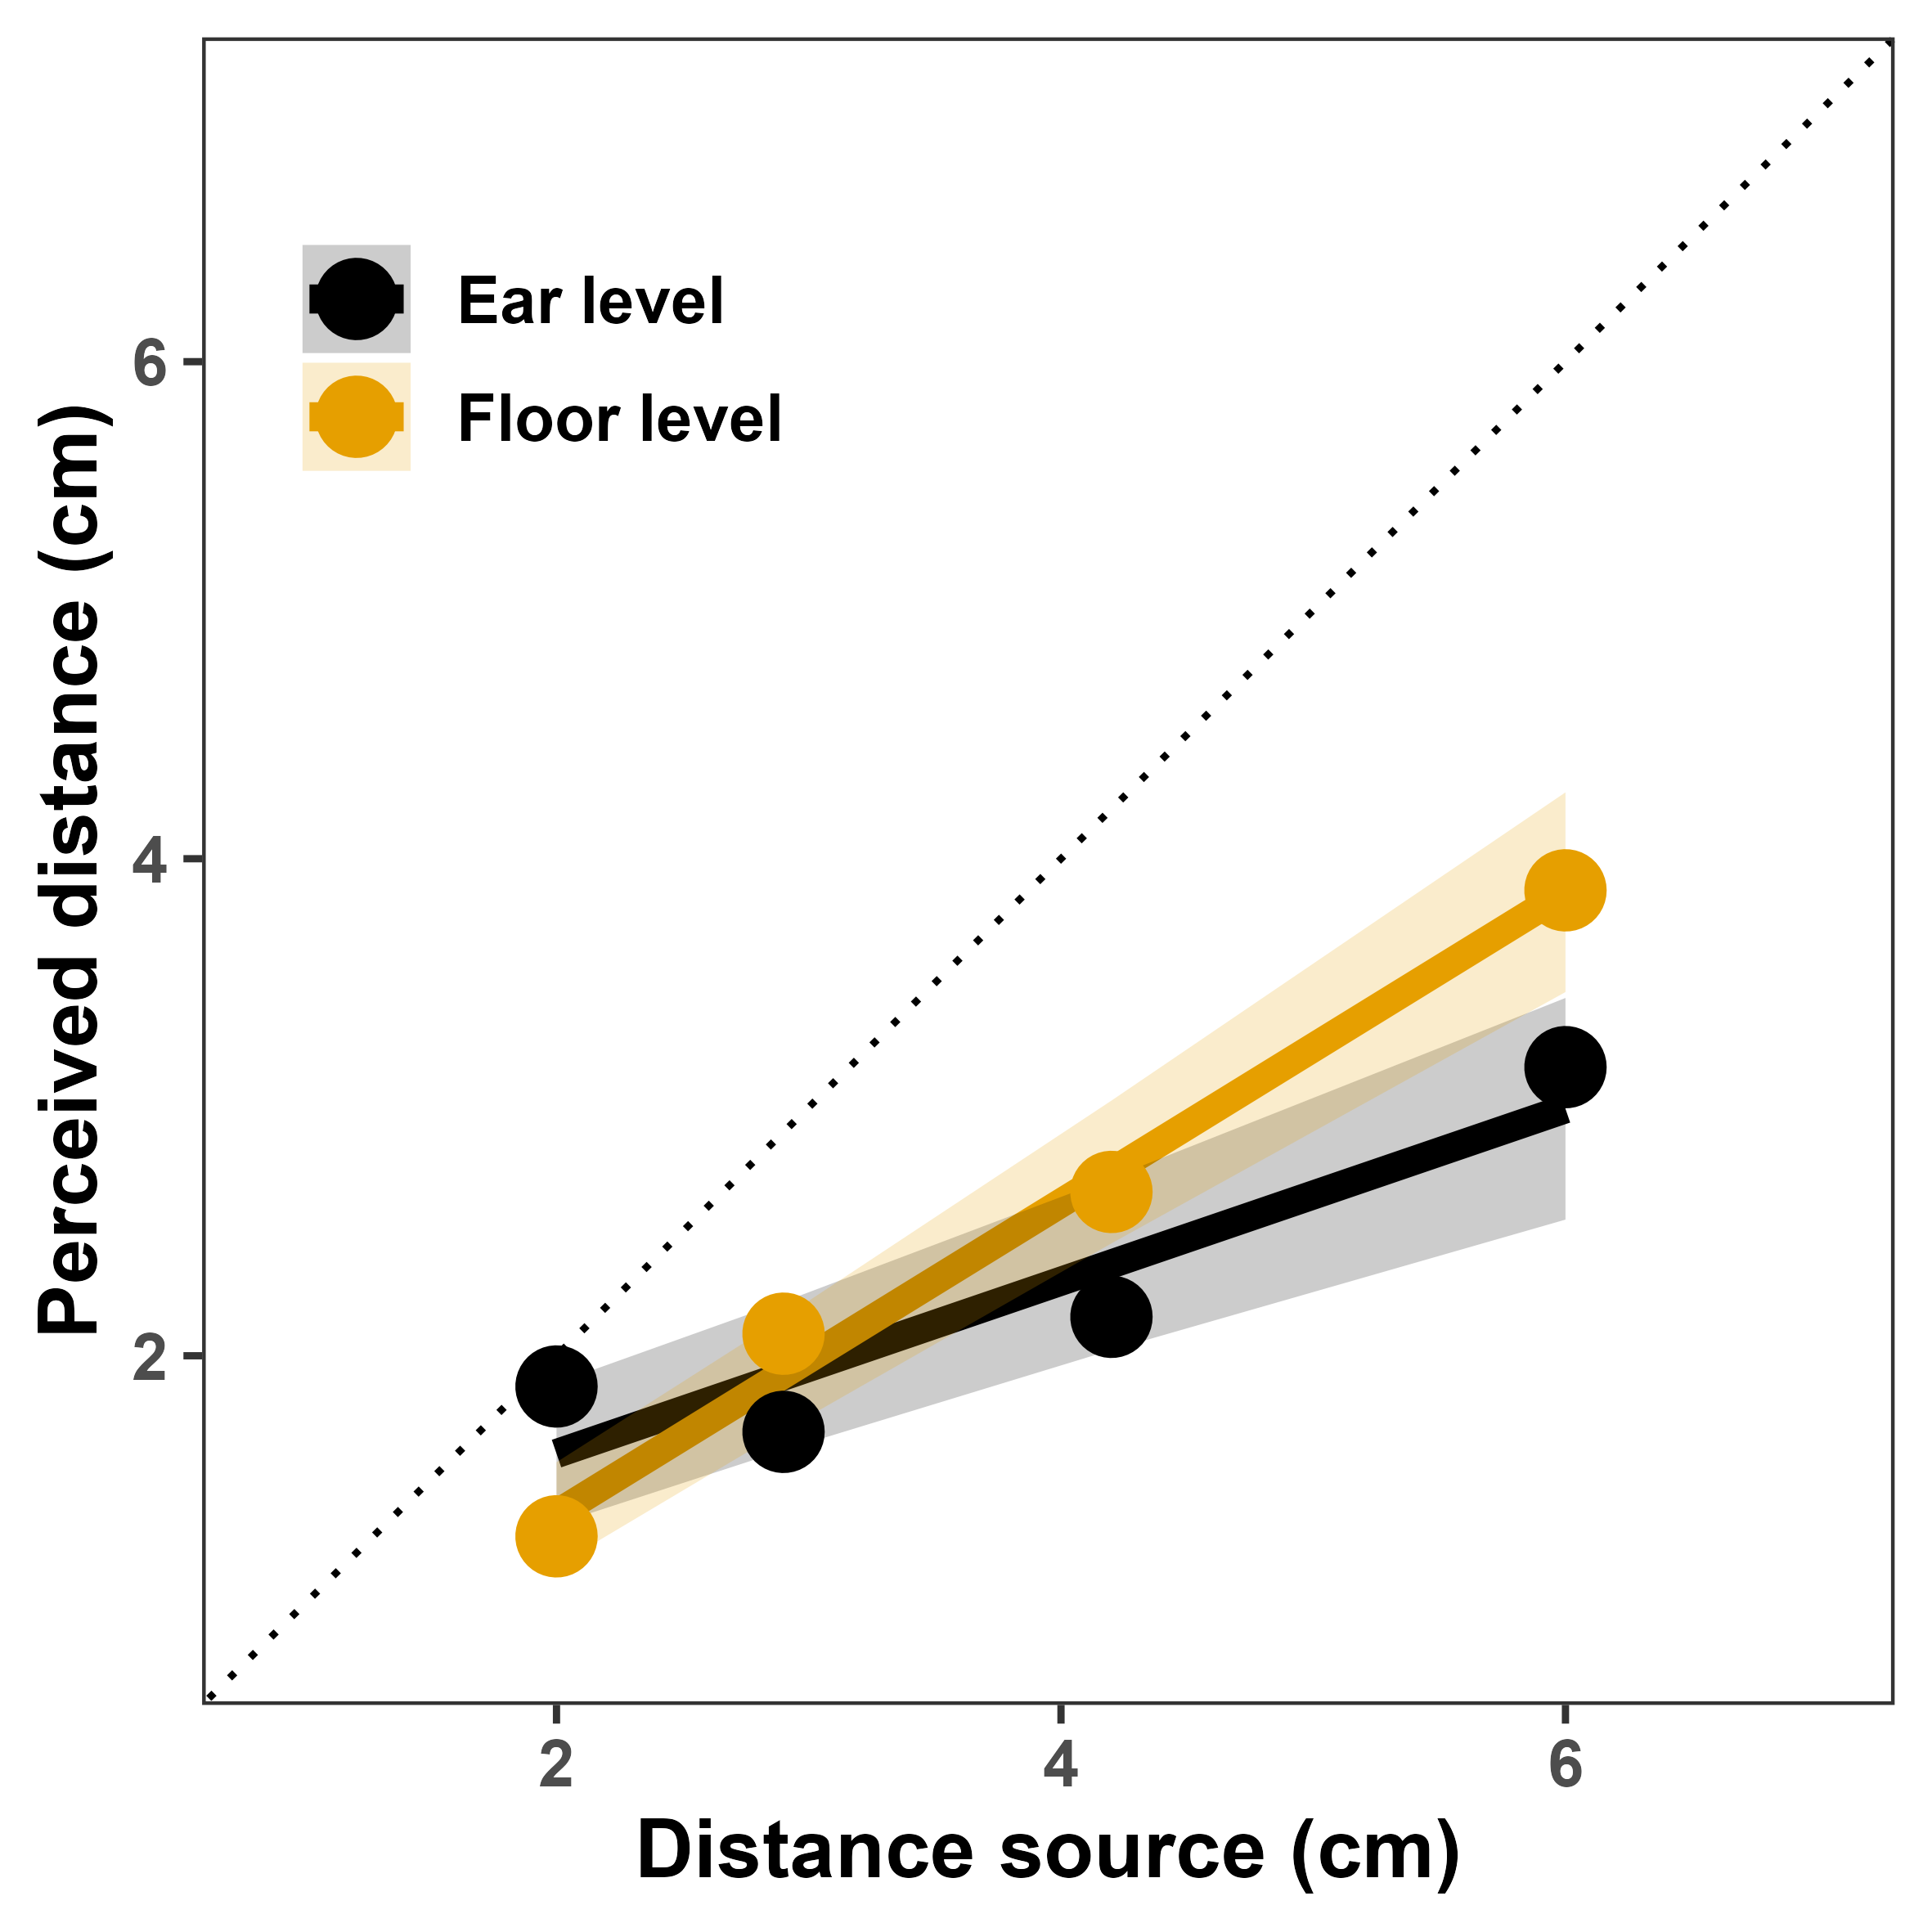 Ear level
Floor level
Perceived distance (cm)
6
4
2
2 4 6
Distance source (cm)